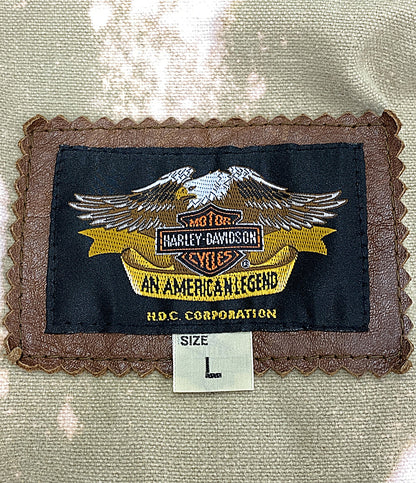 MOTOR
HARLEY-DAVIDSON
CYCLES
®
AN AMERICAN LEGEND
H.D.C. CORPORATION
SIZE
L